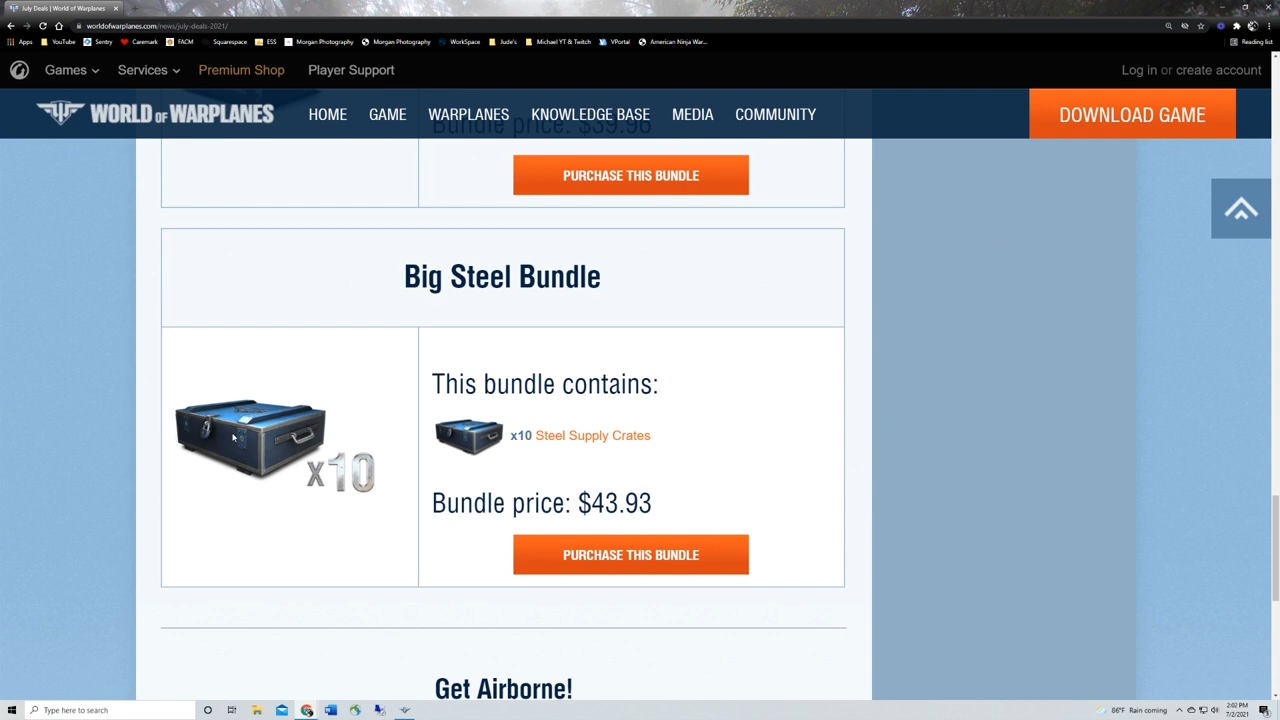 July Deals | World of Warplanes
worldofwarplanes.com/news/july-deals-2021/
Apps YouTube Sentry Caremark FACM Squarespace ESS Morgan Photography Morgan Photography WorkSpace Jude's Michael YT & Twitch VPortal American Ninja War... Reading list
Games Services Premium Shop Player Support Log in or create account
WORLD OF WARPLANES HOME GAME WARPLANES KNOWLEDGE BASE MEDIA COMMUNITY DOWNLOAD GAME
Bundle price: $39.98
PURCHASE THIS BUNDLE
Big Steel Bundle
This bundle contains:
x10 Steel Supply Crates
x10
Bundle price: $43.93
PURCHASE THIS BUNDLE
Get Airborne!
Type here to search 86°F Rain coming 2:02 PM
7/2/2021